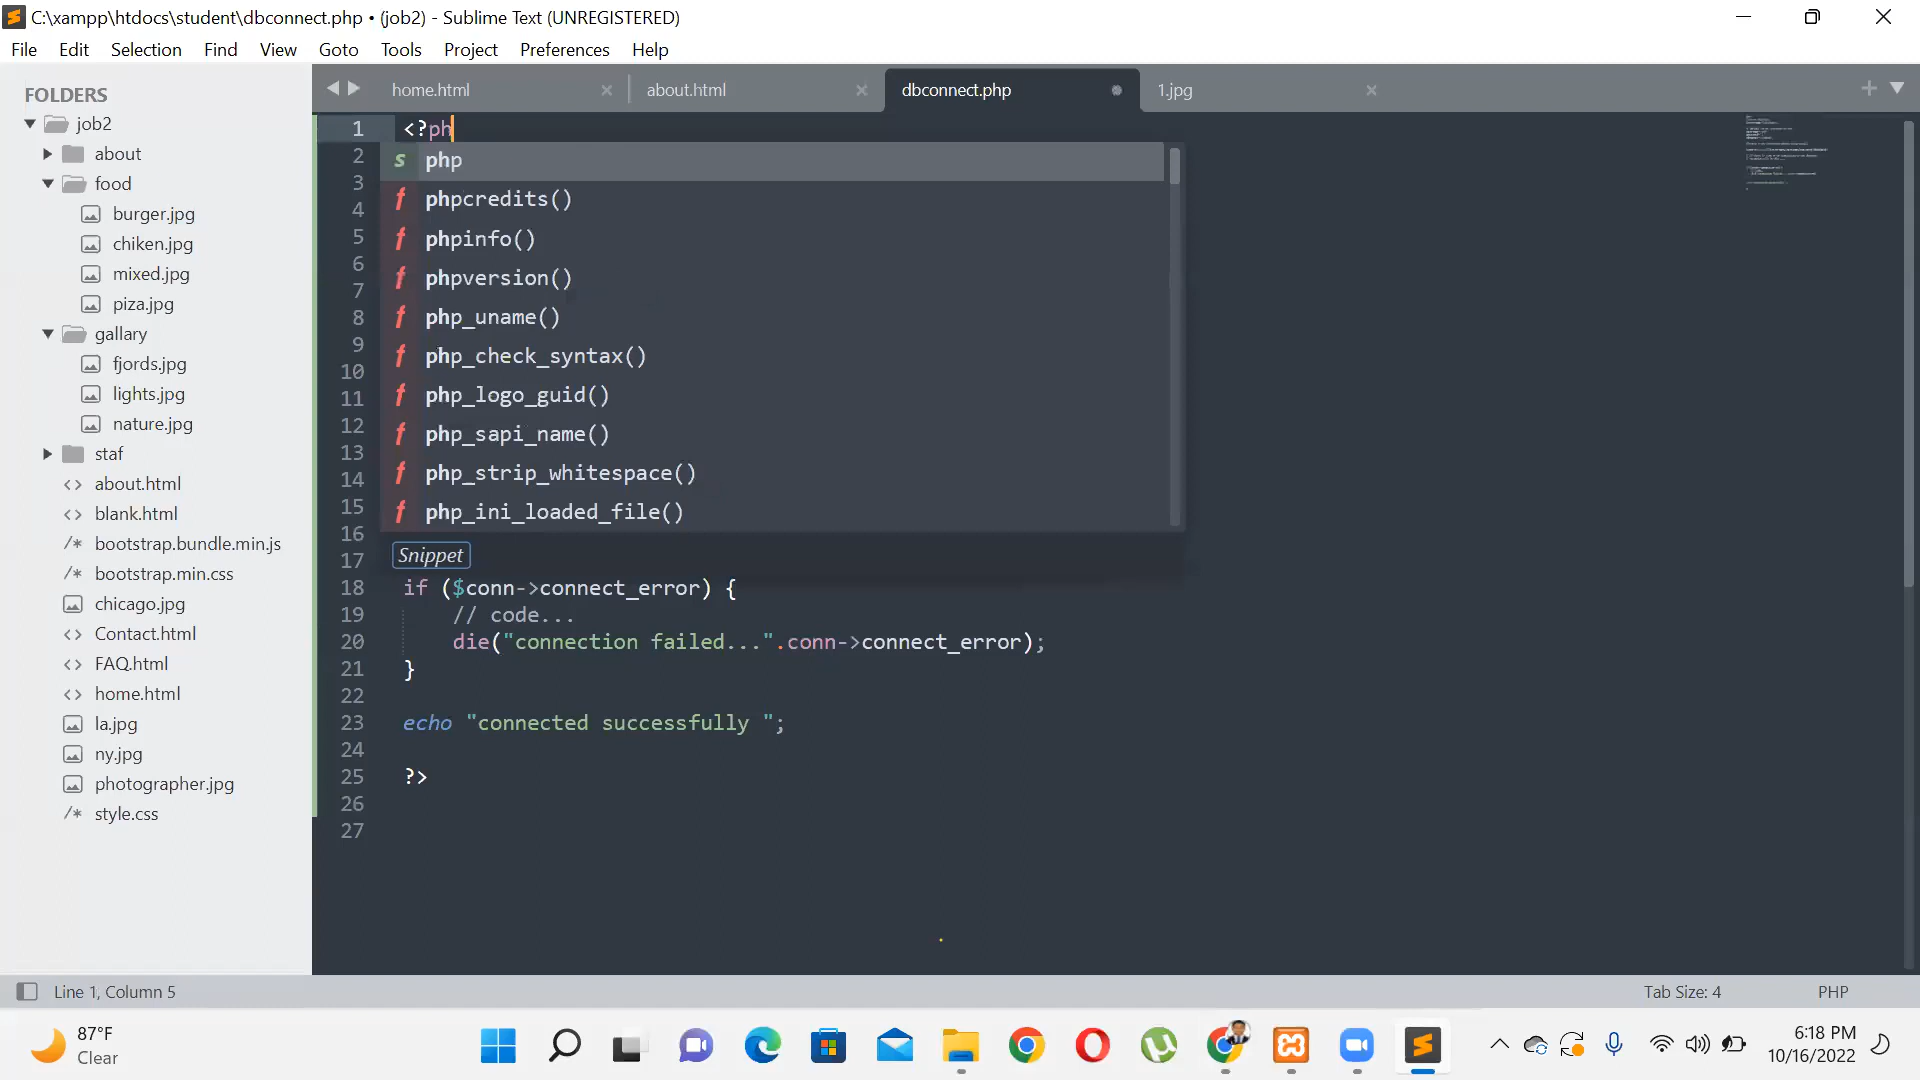 C:\xampp\htdocs\student\dbconnect.php • (job2) - Sublime Text (UNREGISTERED)
File Edit Selection Find View Goto Tools Project Preferences Help
FOLDERS
job2
about
food
burger.jpg
chiken.jpg
mixed.jpg
piza.jpg
gallary
fjords.jpg
lights.jpg
nature.jpg
staf
<> about.html
<> blank.html
/* bootstrap.bundle.min.js
/* bootstrap.min.css
chicago.jpg
<> Contact.html
<> FAQ.html
<> home.html
la.jpg
ny.jpg
photographer.jpg
/* style.css
home.html about.html dbconnect.php 1.jpg
1 <?ph
2
3
4
5
6
7
8
9
10
11
12
13
14
15
16
17
s php
f phpcredits()
f phpinfo()
f phpversion()
f php_uname()
f php_check_syntax()
f php_logo_guid()
f php_sapi_name()
f php_strip_whitespace()
f php_ini_loaded_file()
Snippet
18 if ($conn->connect_error) {
19 // code...
20 die("connection failed...".conn->connect_error);
21 }
22
23 echo "connected successfully ";
24
25 ?>
26
27
Line 1, Column 5 Tab Size: 4 PHP
87°F
Clear
6:18 PM
10/16/2022